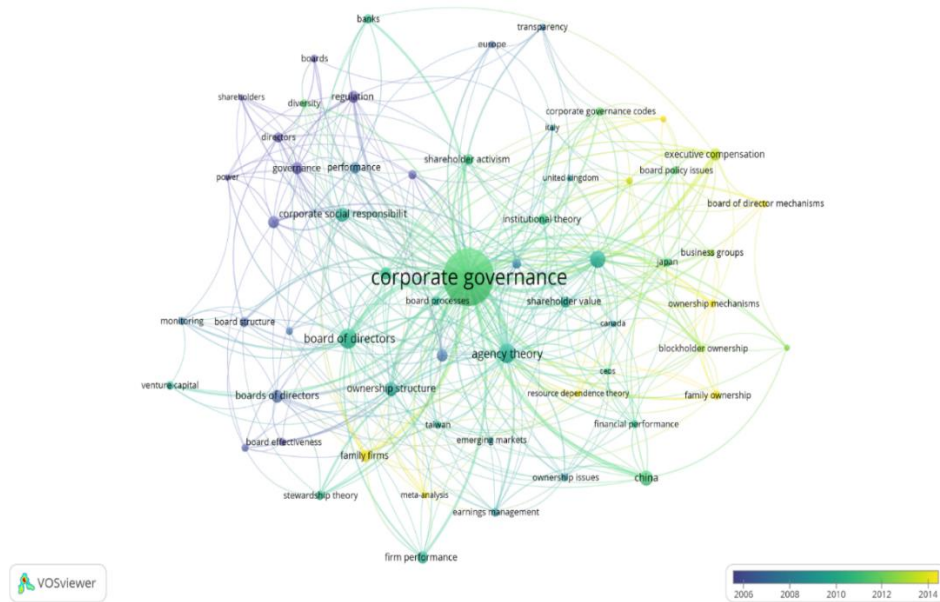 banks
transparency
europe
boards
shareholders
diversity
regulation
corporate governance codes
italy
directors
shareholder activism
executive compensation
governance
performance
board policy issues
power
united kingdom
board of director mechanisms
corporate social responsibilit
institutional theory
business groups
japan
corporate governance
board processes
shareholder value
ownership mechanisms
monitoring
board structure
canada
board of directors
agency theory
blockholder ownership
venture capital
ceos
boards of directors
ownership structure
resource dependence theory
family ownership
taiwan
financial performance
board effectiveness
emerging markets
family firms
ownership issues
china
stewardship theory
meta-analysis
earnings management
firm performance
VOSviewer
2006 2008 2010 2012 2014